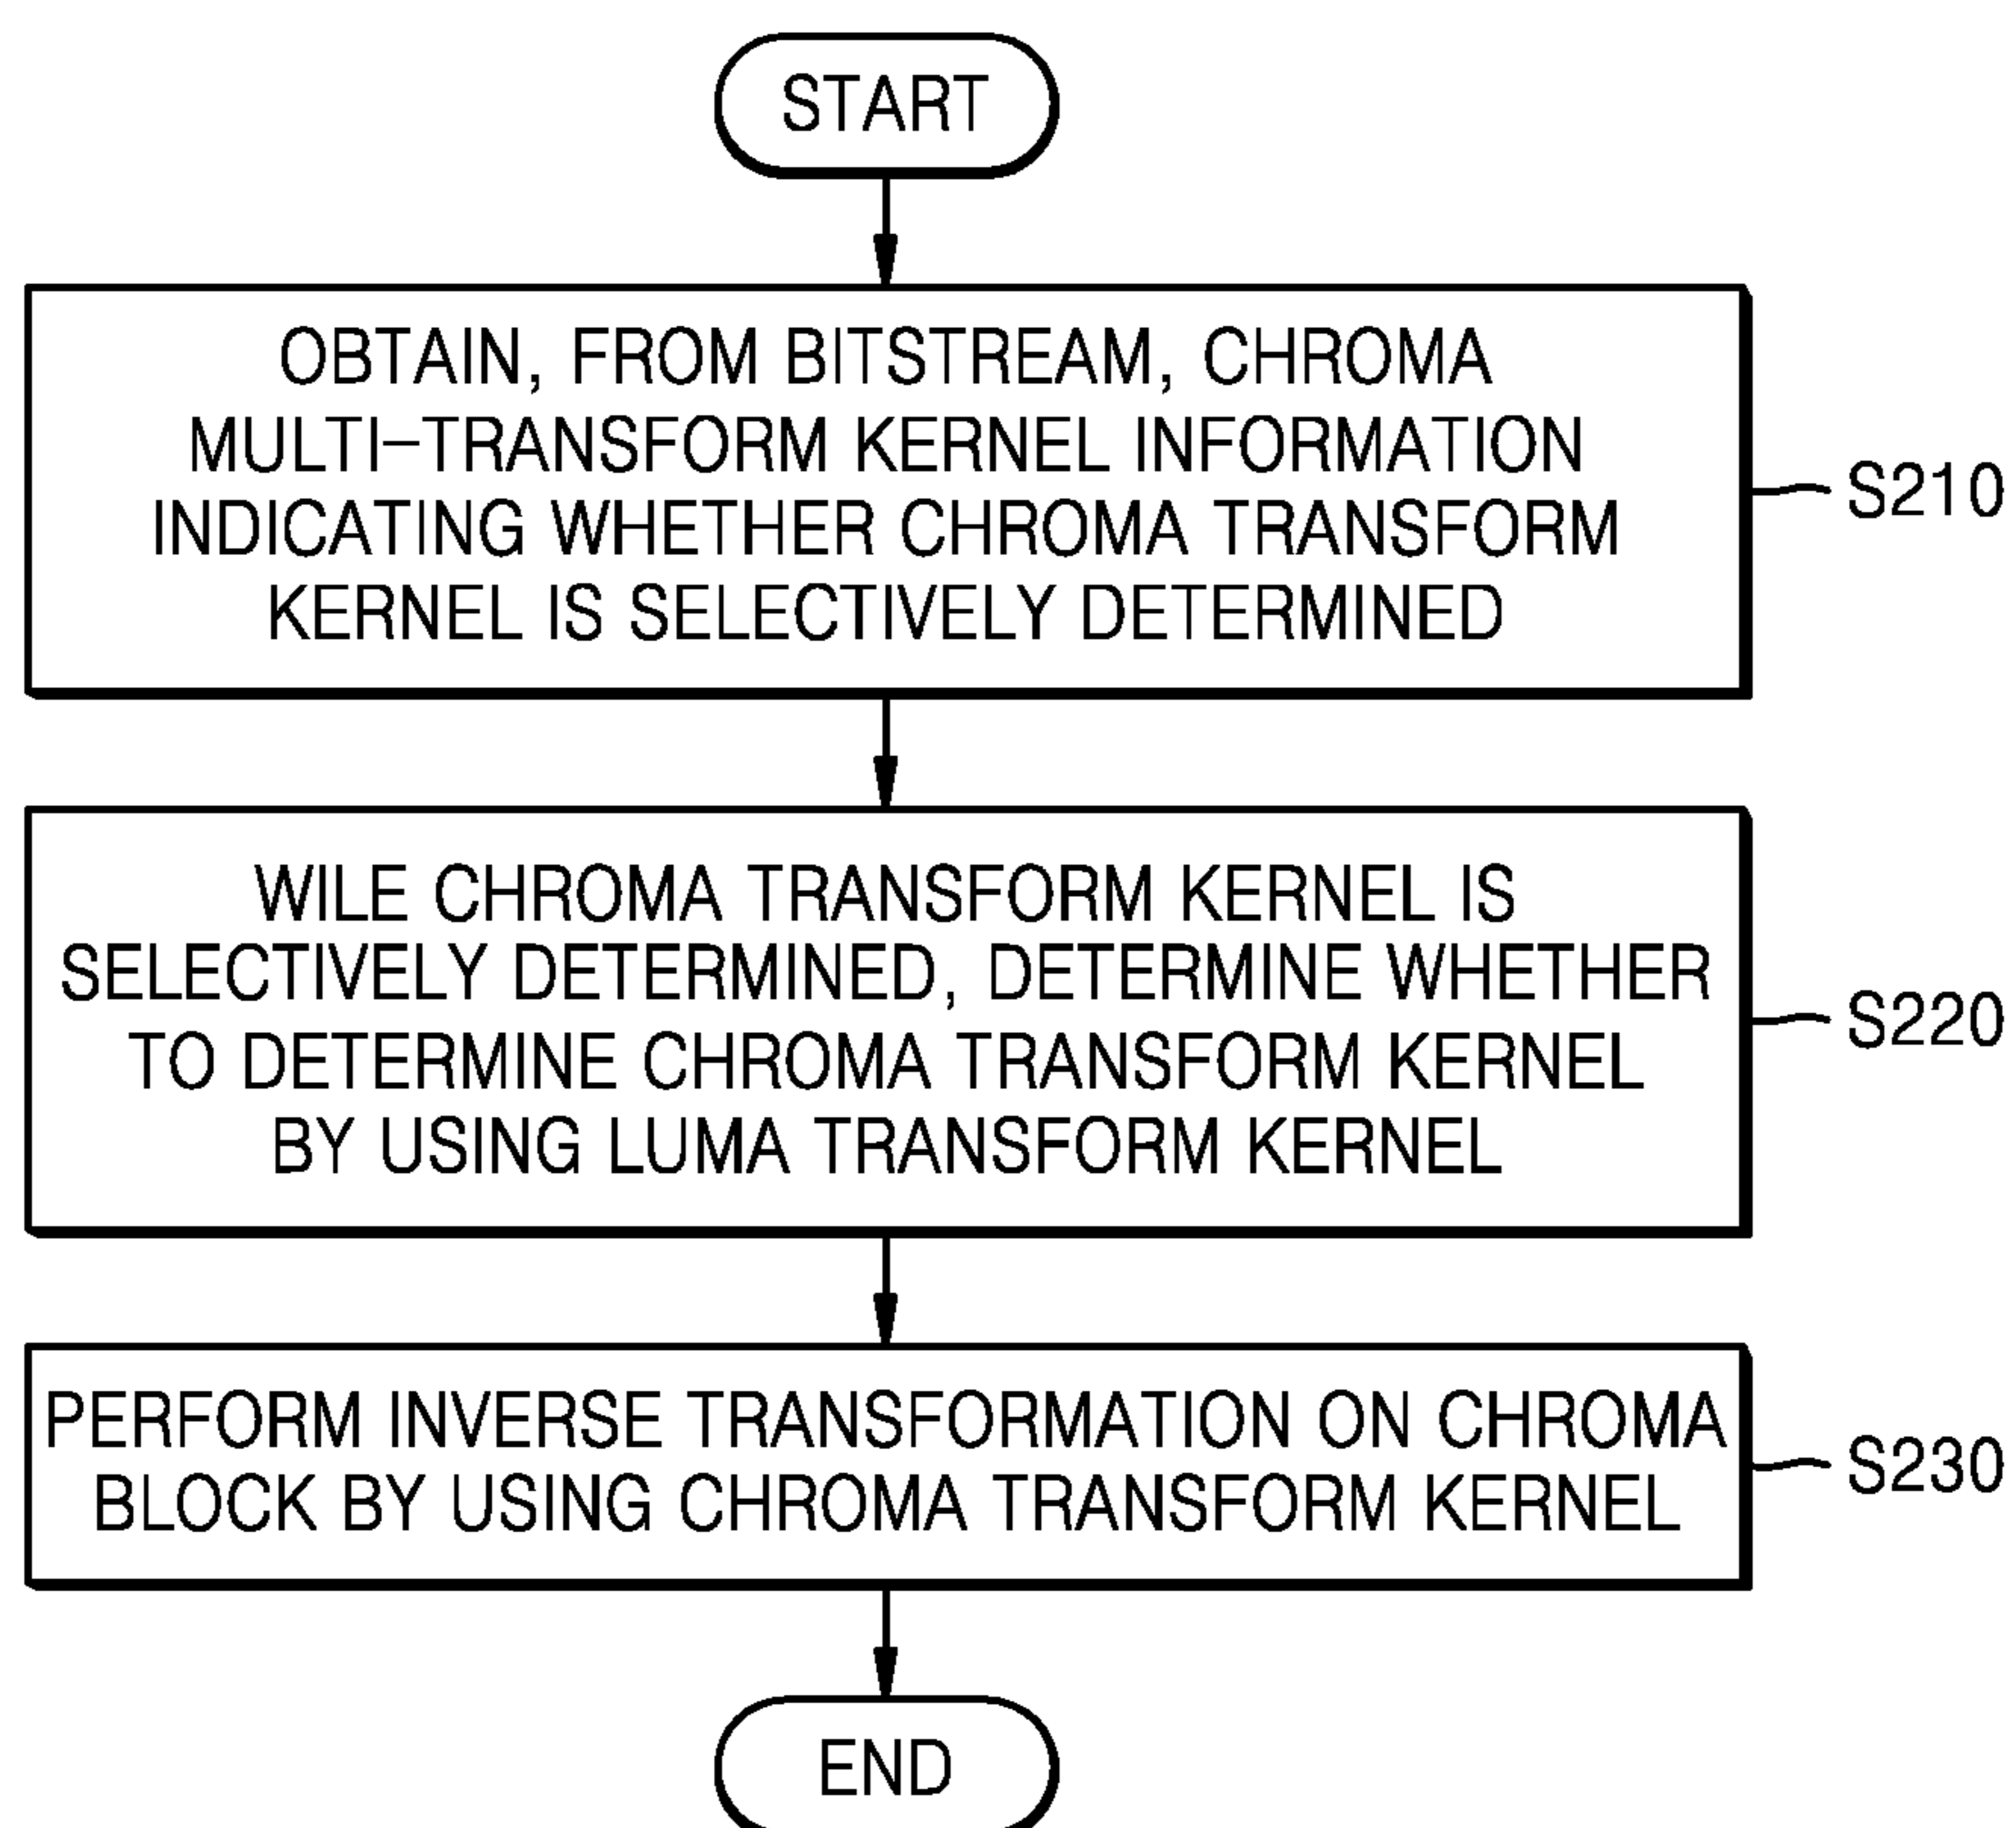 START
OBTAIN, FROM BITSTREAM, CHROMA
MULTI-TRANSFORM KERNEL INFORMATION
INDICATING WHETHER CHROMA TRANSFORM
KERNEL IS SELECTIVELY DETERMINED
S210
WILE CHROMA TRANSFORM KERNEL IS
SELECTIVELY DETERMINED, DETERMINE WHETHER
TO DETERMINE CHROMA TRANSFORM KERNEL
BY USING LUMA TRANSFORM KERNEL
S220
PERFORM INVERSE TRANSFORMATION ON CHROMA
BLOCK BY USING CHROMA TRANSFORM KERNEL
S230
END